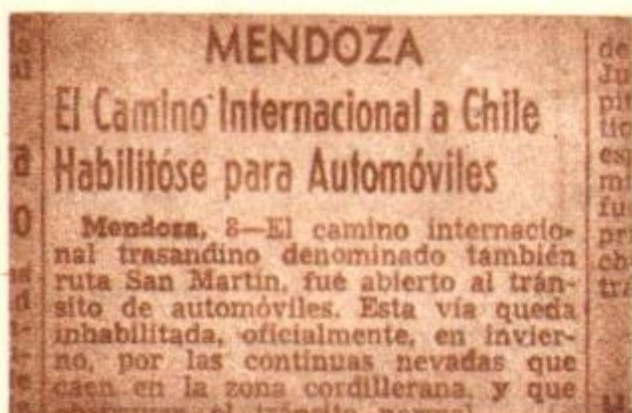 MENDOZA
El Camino Internacional a Chile
Habilitóse para Automóviles
Mendoza, 8—El camino internacio-
nal trasandino denominado también
ruta San Martín, fué abierto al trán-
sito de automóviles. Esta vía queda
inhabilitada, oficialmente, en invier-
no, por las continuas nevadas que
caen en la zona cordillerana, y que
el tránsito